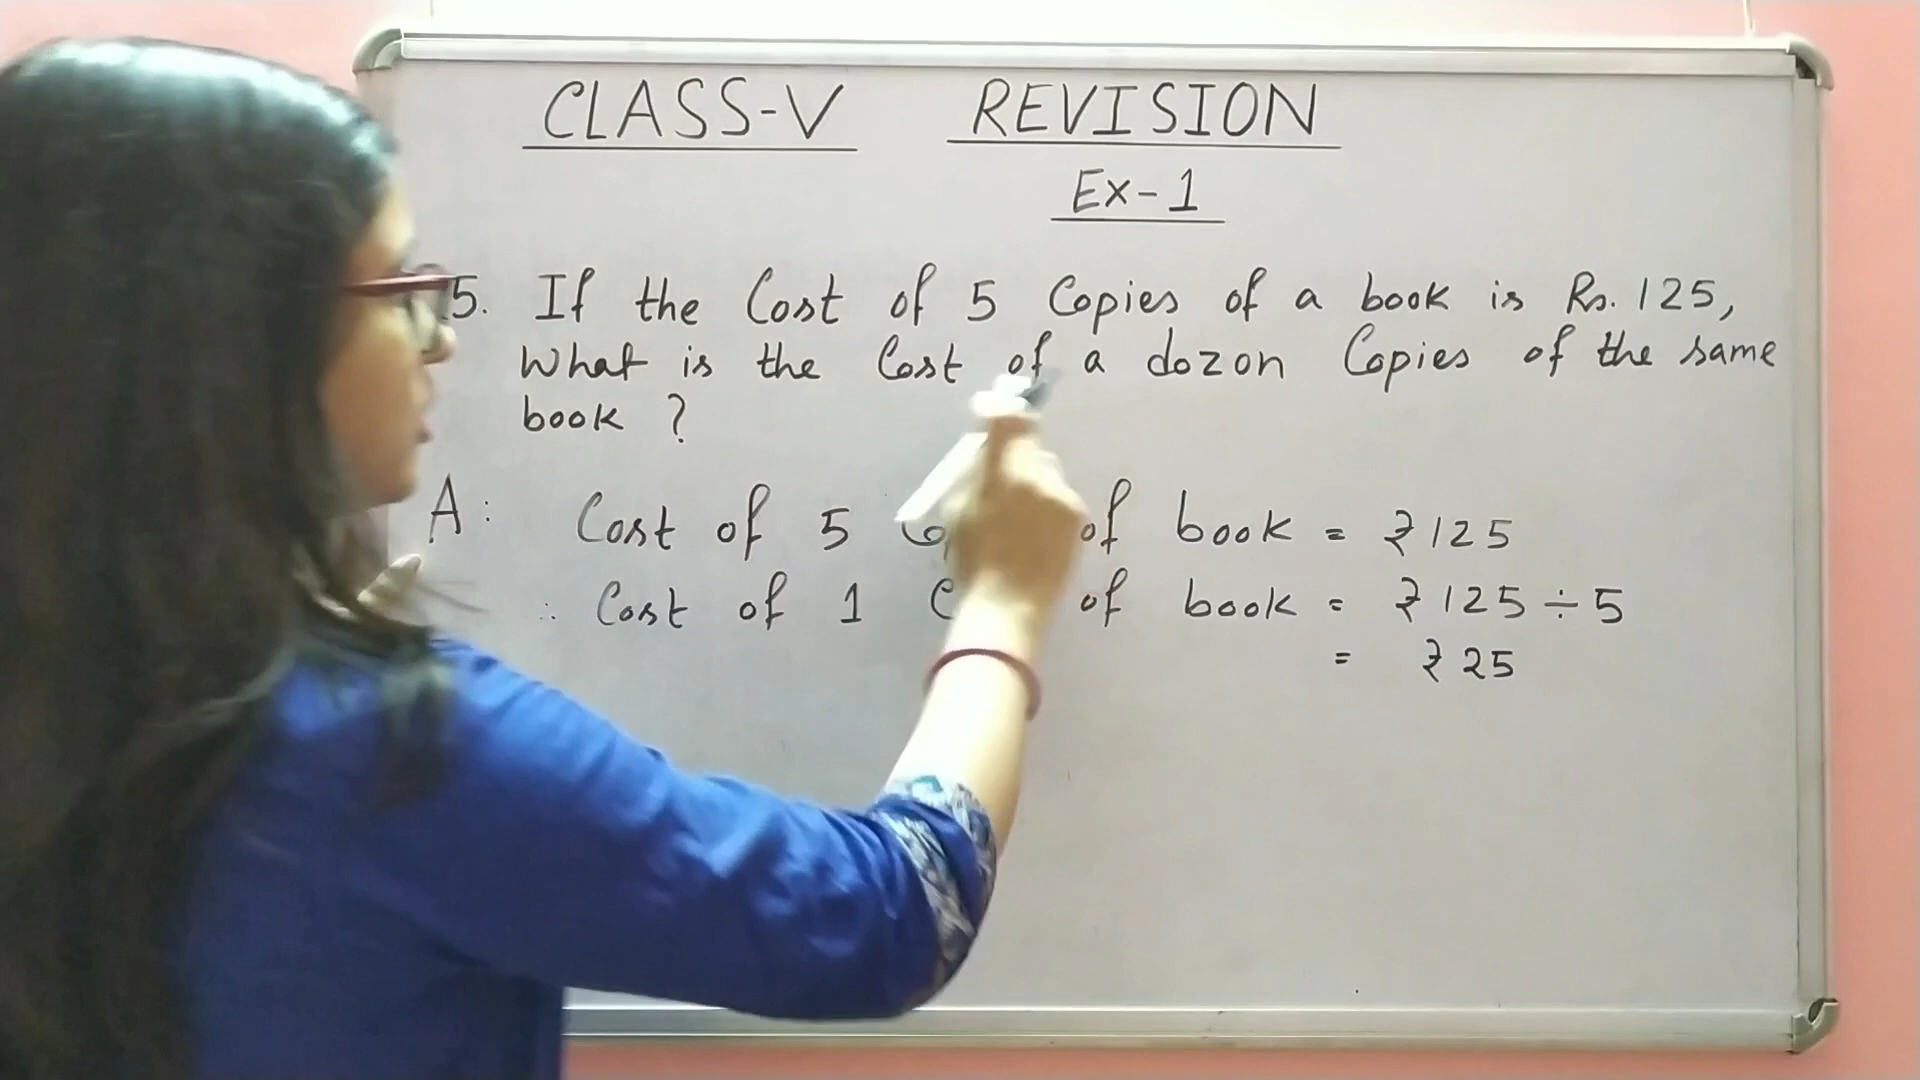 CLASS-V REVISION
Ex-1
5. If the Cost of 5 Copies of a book is Rs. 125,
What is the Cost of a dozon Copies of the same
book ?
A: Cost of 5 of book = ₹125
∴ Cost of 1 of book = ₹125÷5
= ₹25